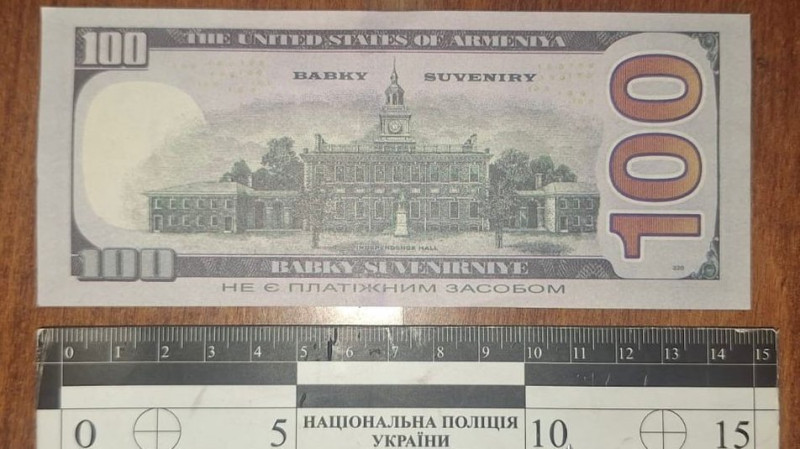 100 THE UNITED STATES OF ARMENIYA
BABKY SUVENIRY
100
INDEPENDENCE HALL
100 BABKY SUVENIRNIYE
НЕ Є ПЛАТІЖНИМ ЗАСОБОМ
0 1 2 3 4 5 6 7 8 9 10 11 12 13 14 15
0 5 НАЦІОНАЛЬНА ПОЛІЦІЯ 10 15
УКРАЇНИ